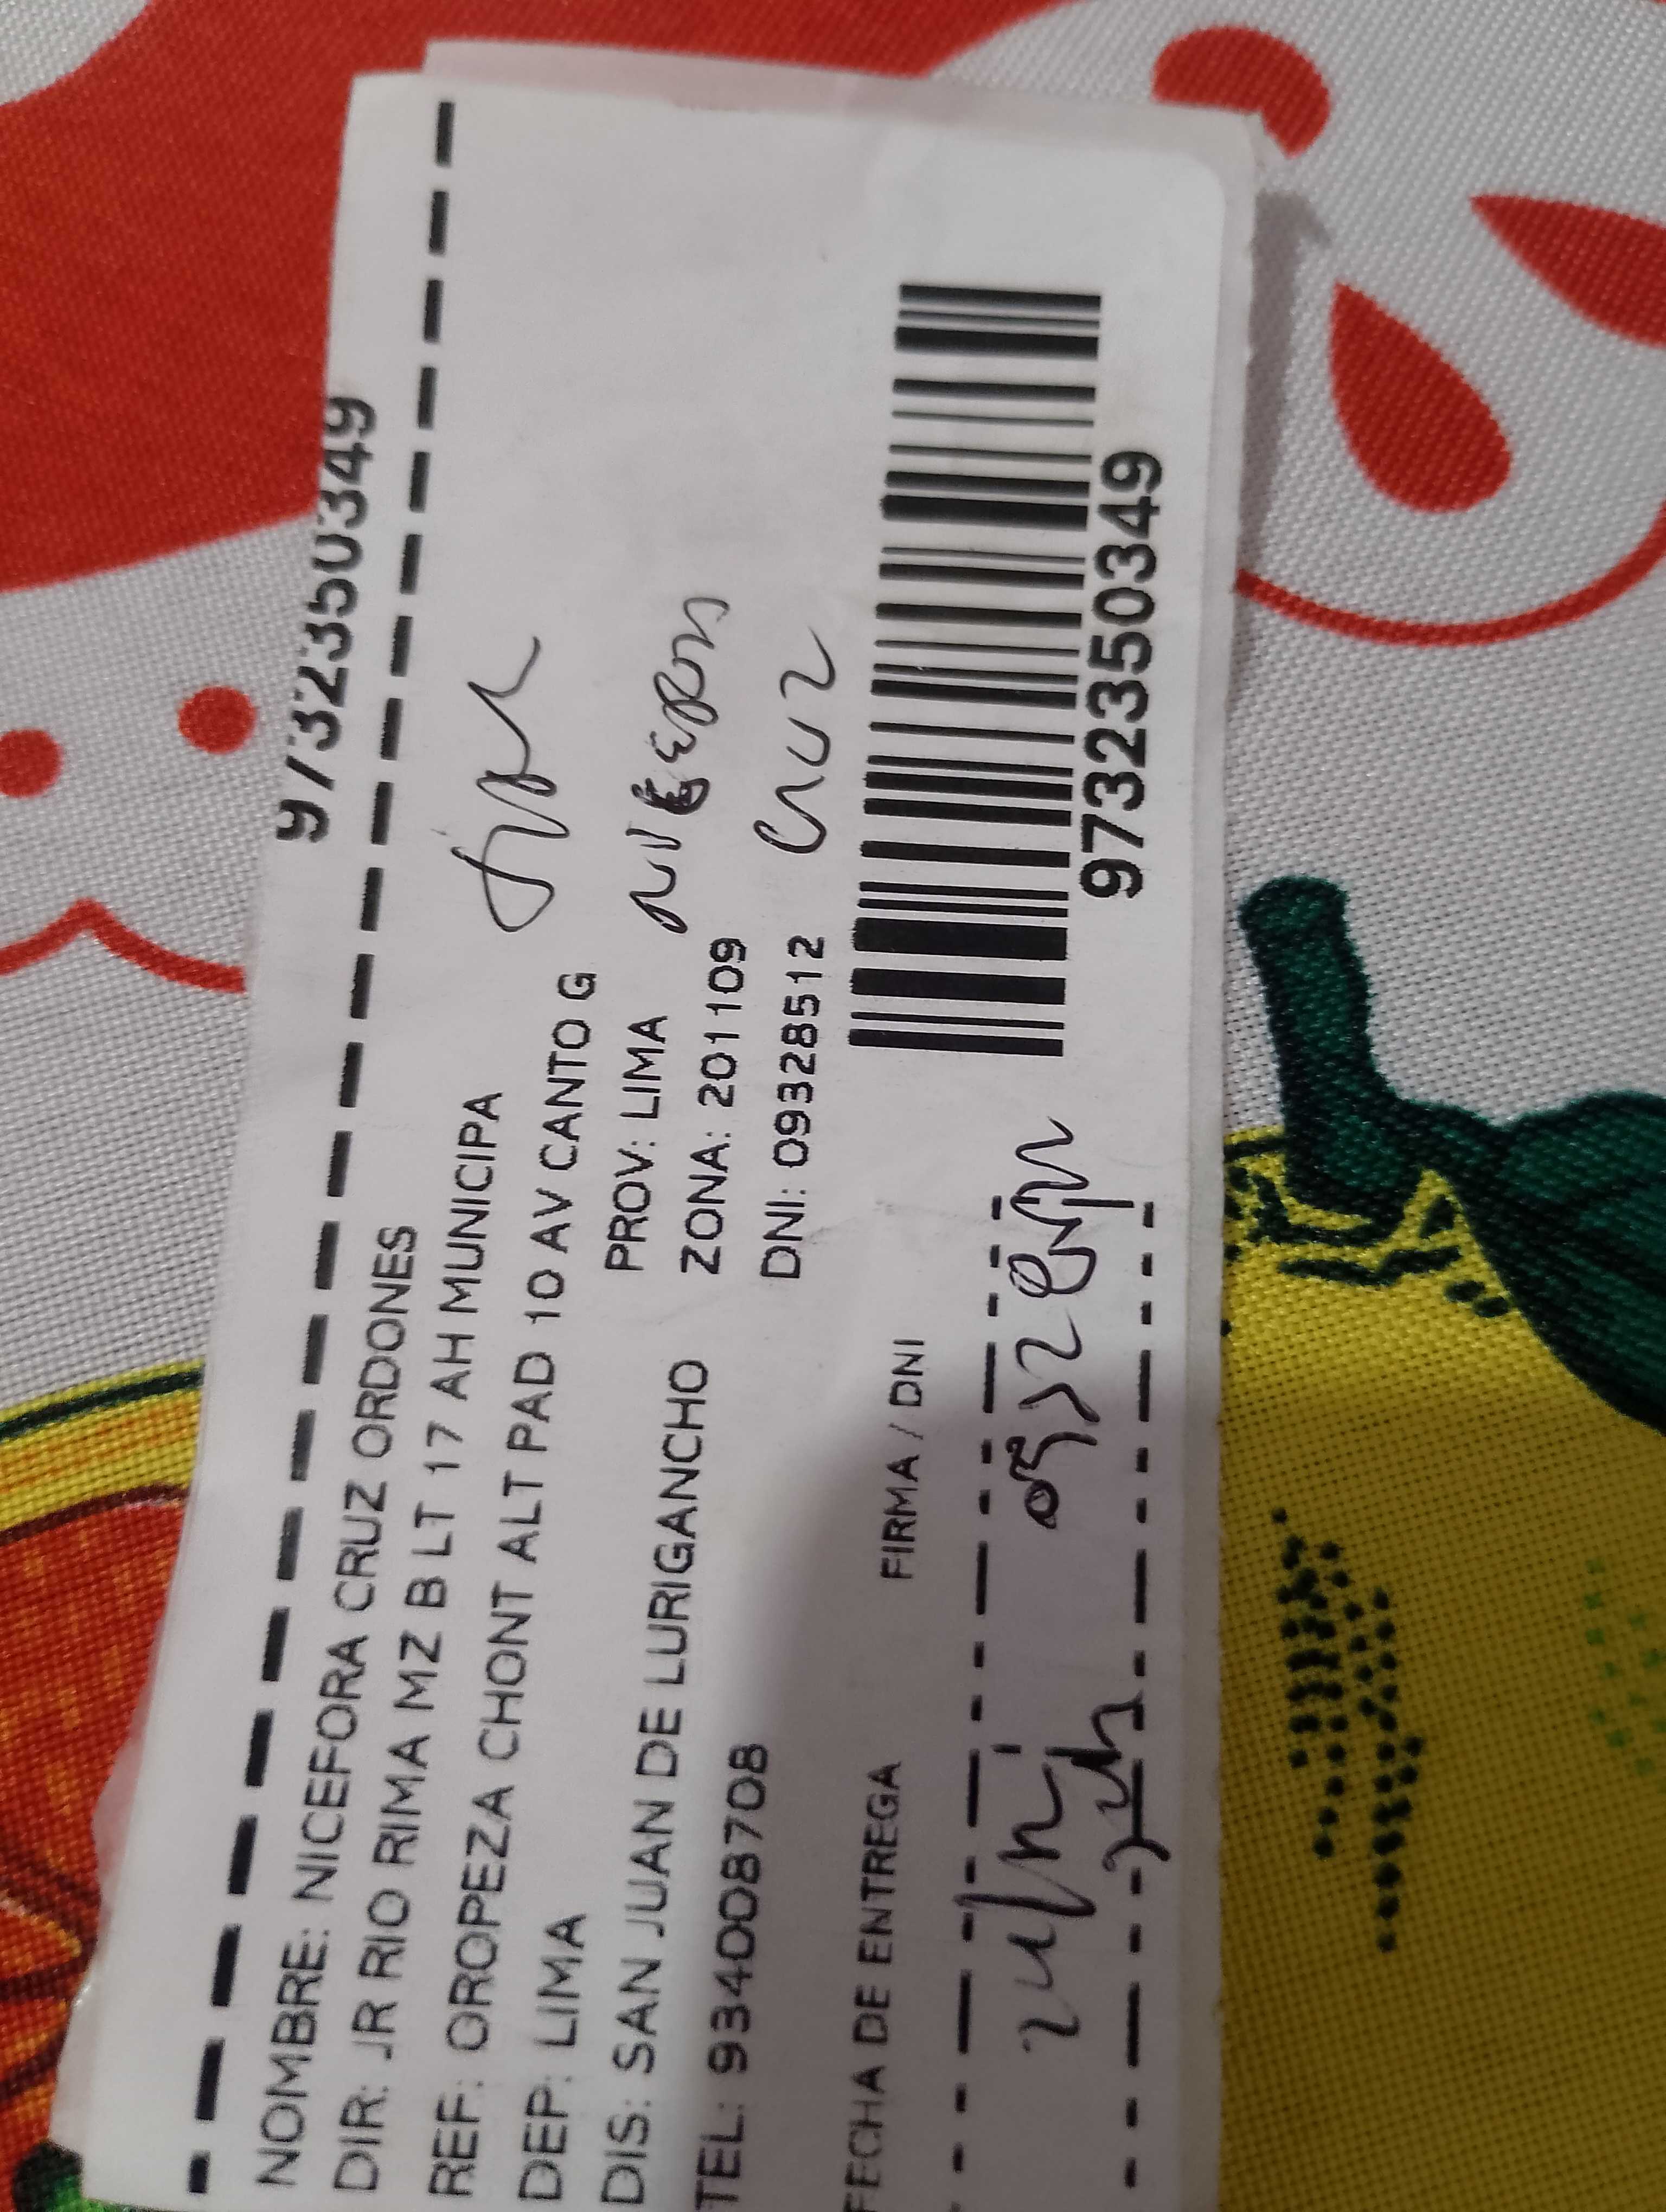 9732350349
NOMBRE: NICEFORA CRUZ ORDONES
DIR: JR RIO RIMA MZ B LT 17 AH MUNICIPA
REF: OROPEZA CHONT ALT PAD 10 AV CANTO G
DEP: LIMA PROV: LIMA
DIS: SAN JUAN DE LURIGANCHO ZONA: 201109
TEL: 934008708 DNI: 09328512
Cruz
FECHA DE ENTREGA FIRMA / DNI
9732350349